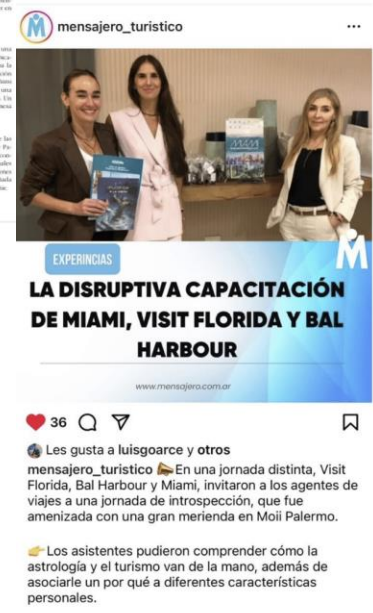 mensajero_turistico
EXPERINCIAS
LA DISRUPTIVA CAPACITACIÓN
DE MIAMI, VISIT FLORIDA Y BAL
HARBOUR
www.mensajero.com.ar
36
Les gusta a luisgoarce y otros
mensajero_turistico 📣En una jornada distinta, Visit
Florida, Bal Harbour y Miami, invitaron a los agentes de
viajes a una jornada de introspección, que fue
amenizada con una gran merienda en Moii Palermo.
👉Los asistentes pudieron comprender cómo la
astrología y el turismo van de la mano, además de
asociarle un por qué a diferentes características
personales.